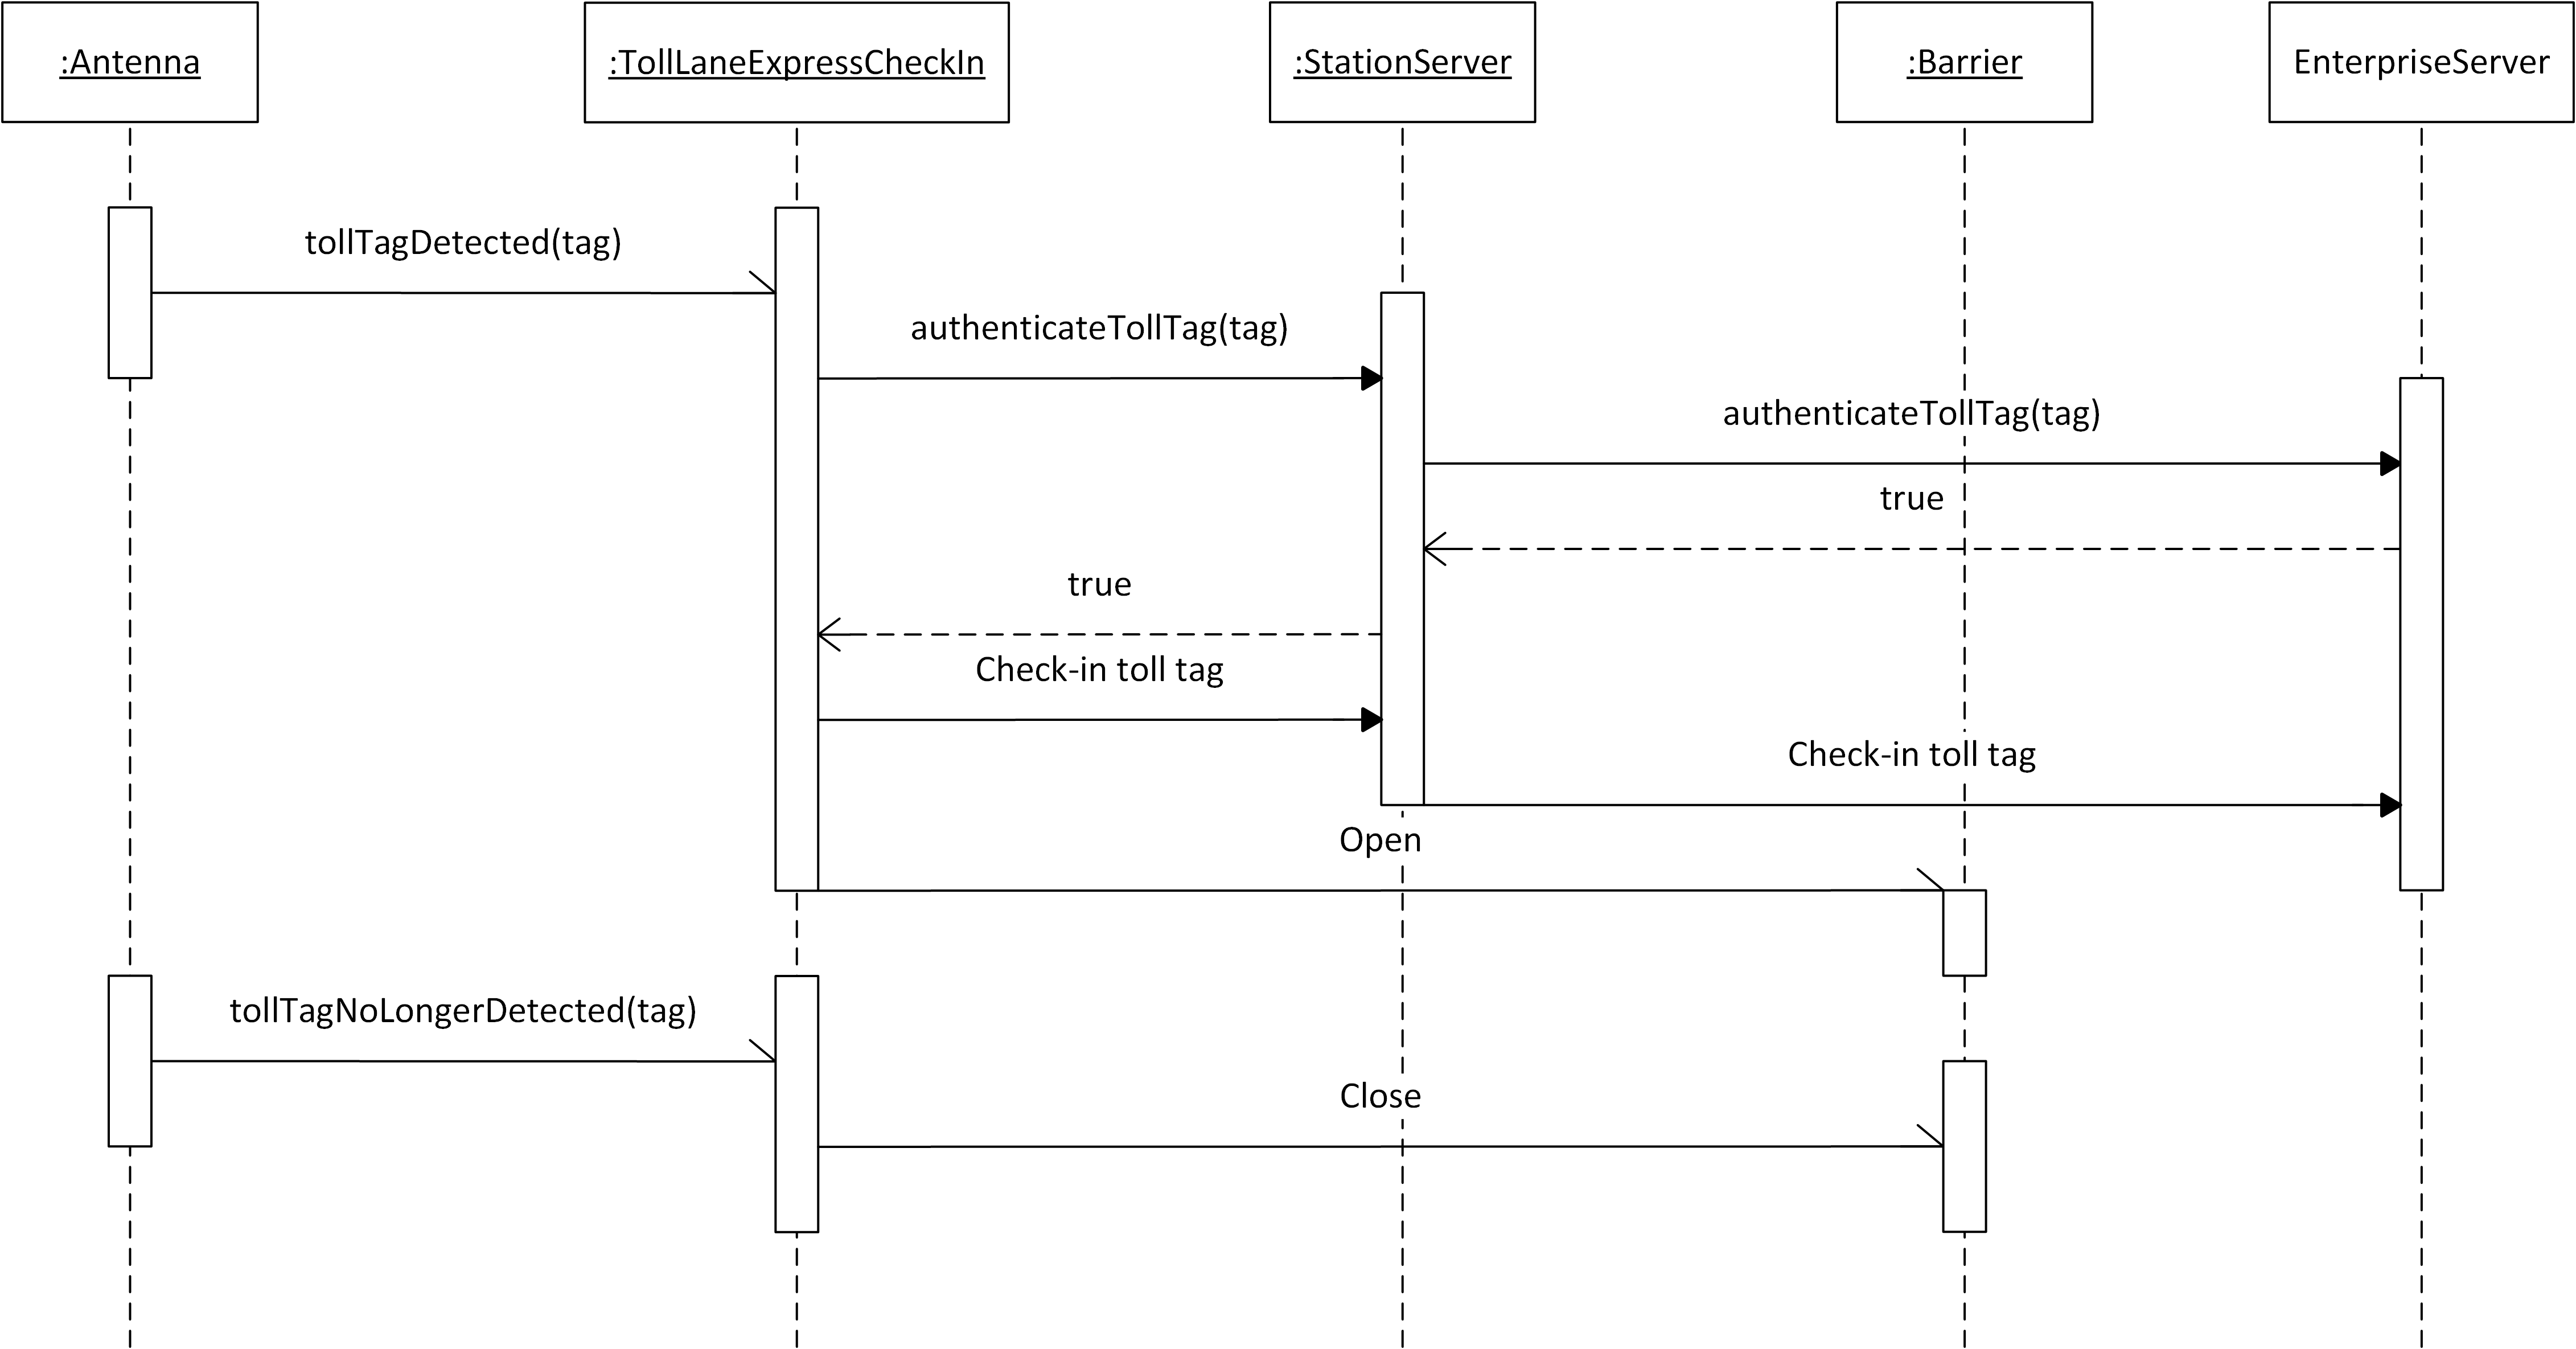 :Antenna
:TollLaneExpressCheckIn
:StationServer
:Barrier
EnterpriseServer
tollTagDetected(tag)
authenticateTollTag(tag)
authenticateTollTag(tag)
true
true
Check-in toll tag
Check-in toll tag
Open
tollTagNoLongerDetected(tag)
Close